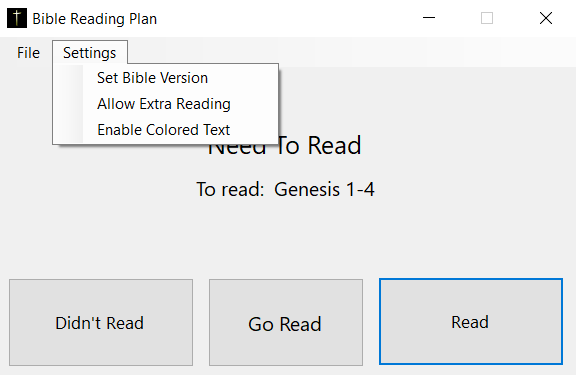 Bible Reading Plan
File Settings
Set Bible Version
Allow Extra Reading
Enable Colored Text
Need To Read
To read: Genesis 1-4
Didn't Read Go Read Read